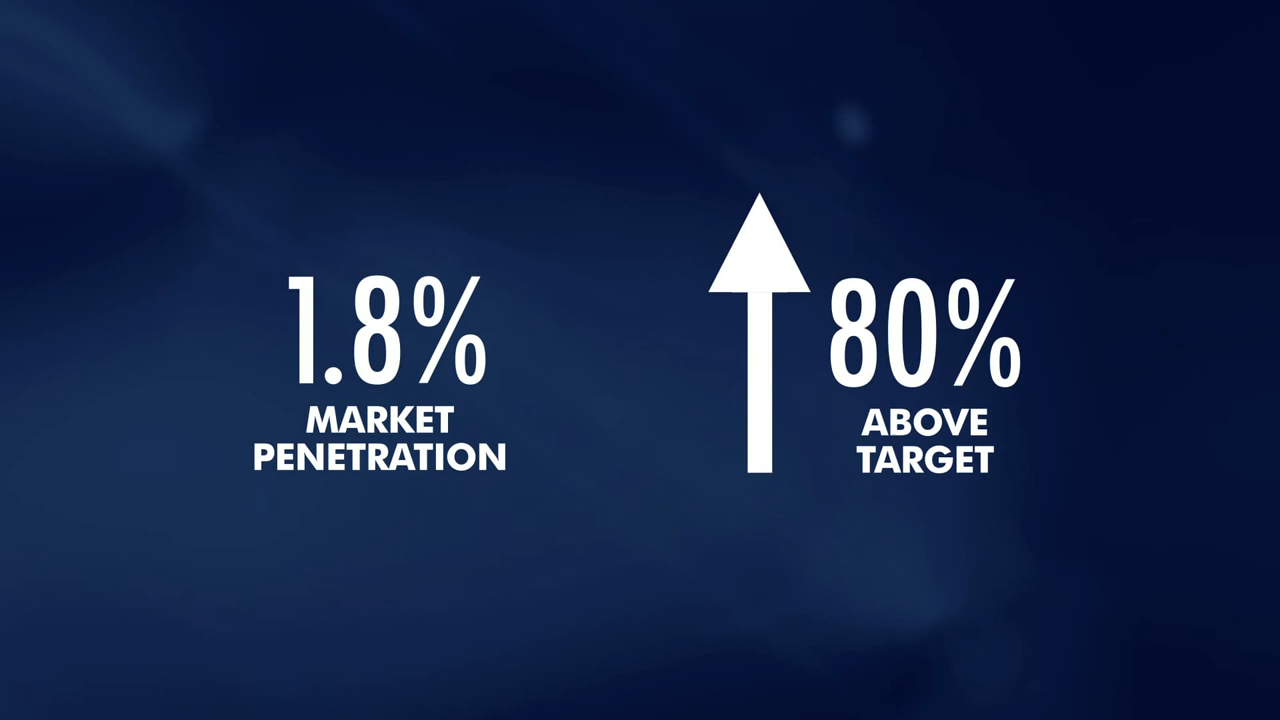 1.8%
MARKET
PENETRATION
80%
ABOVE
TARGET